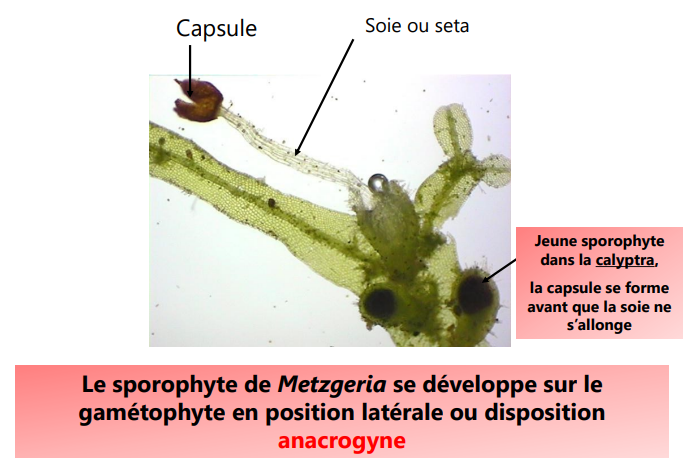 Capsule
Soie ou seta
Jeune sporophyte
dans la calyptra,
la capsule se forme
avant que la soie ne
s'allonge
Le sporophyte de Metzgeria se développe sur le
gamétophyte en position latérale ou disposition
anacrogyne